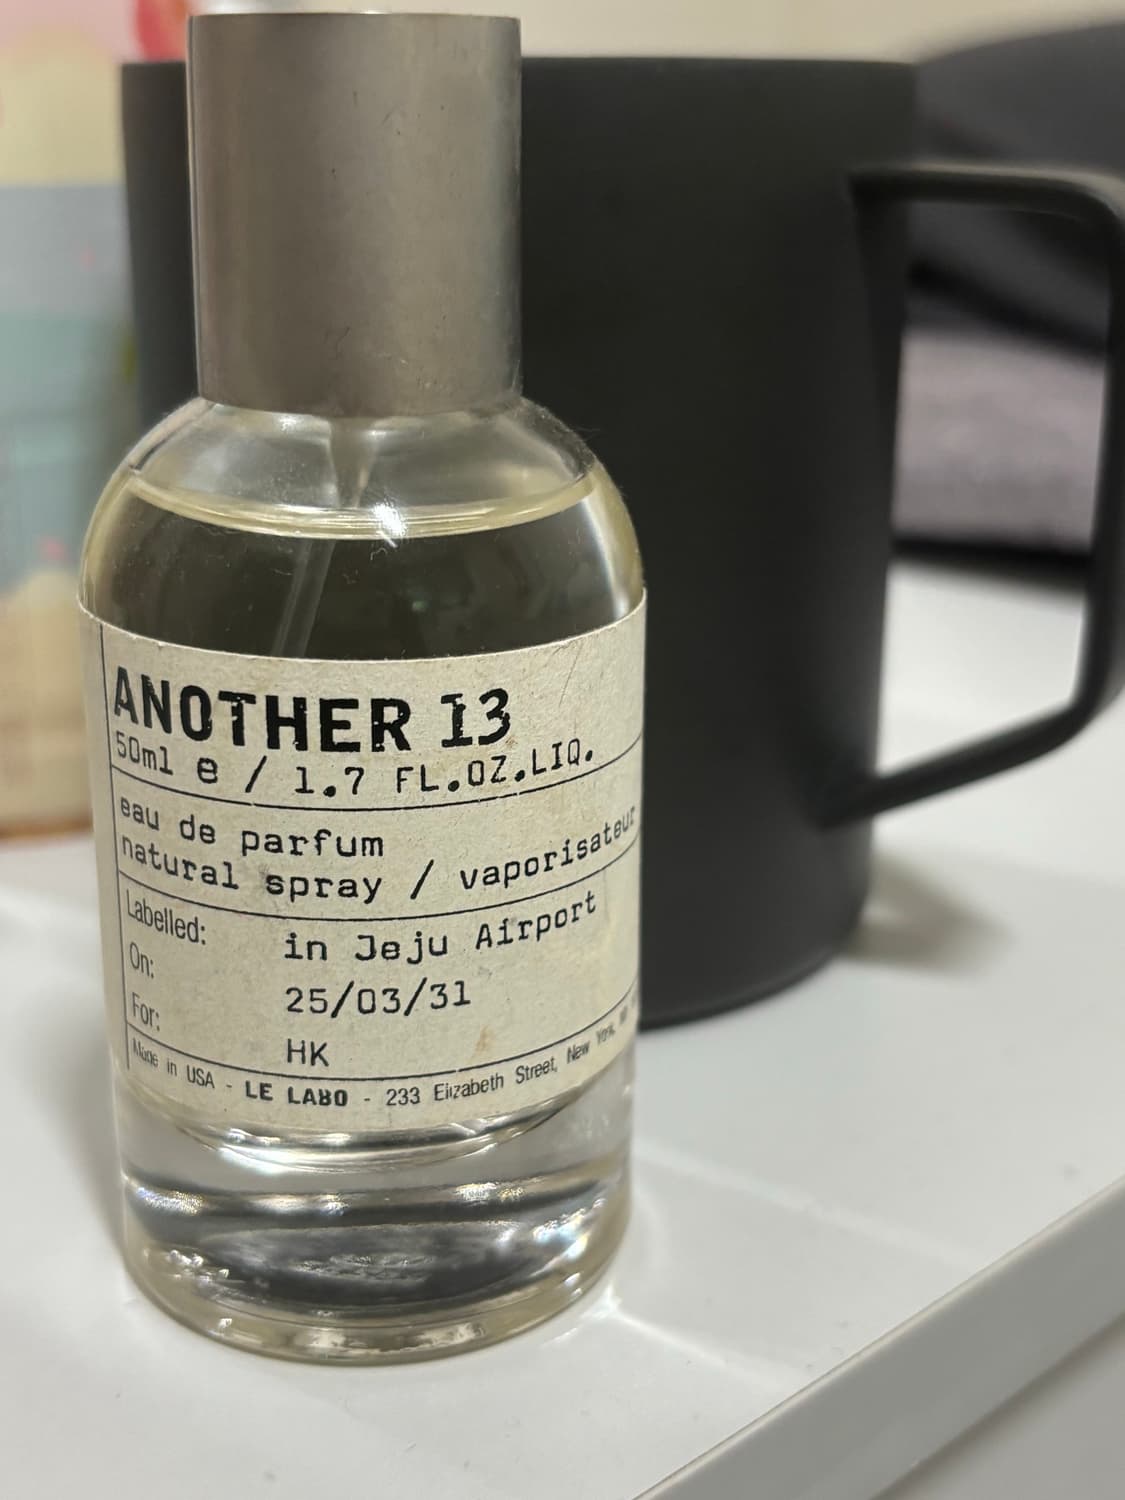 ANOTHER 13
50ml e / 1.7 FL.OZ.LIQ.
eau de parfum
natural spray / vaporisateur
Labelled: in Jeju Airport
On: 25/03/31
For: HK
Made in USA - LE LABO - 233 Elizabeth Street, New York,